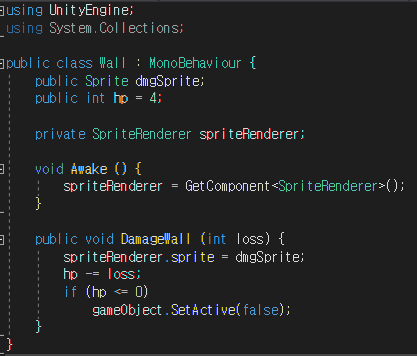 using UnityEngine;
using System.Collections;

public class Wall : MonoBehaviour {
    public Sprite dmgSprite;
    public int hp = 4;

    private SpriteRenderer spriteRenderer;

    void Awake () {
        spriteRenderer = GetComponent<SpriteRenderer>();
    }

    public void DamageWall (int loss) {
        spriteRenderer.sprite = dmgSprite;
        hp -= loss;
        if (hp <= 0)
            gameObject.SetActive(false);
    }
}